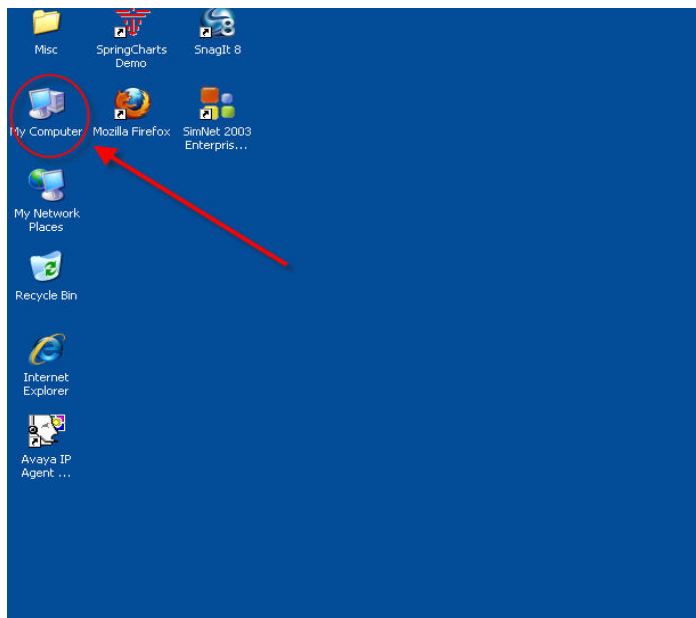 Misc
SpringCharts
Demo
SnagIt 8
My Computer
Mozilla Firefox
SimNet 2003
Enterpris...
My Network
Places
Recycle Bin
Internet
Explorer
Avaya IP
Agent ...